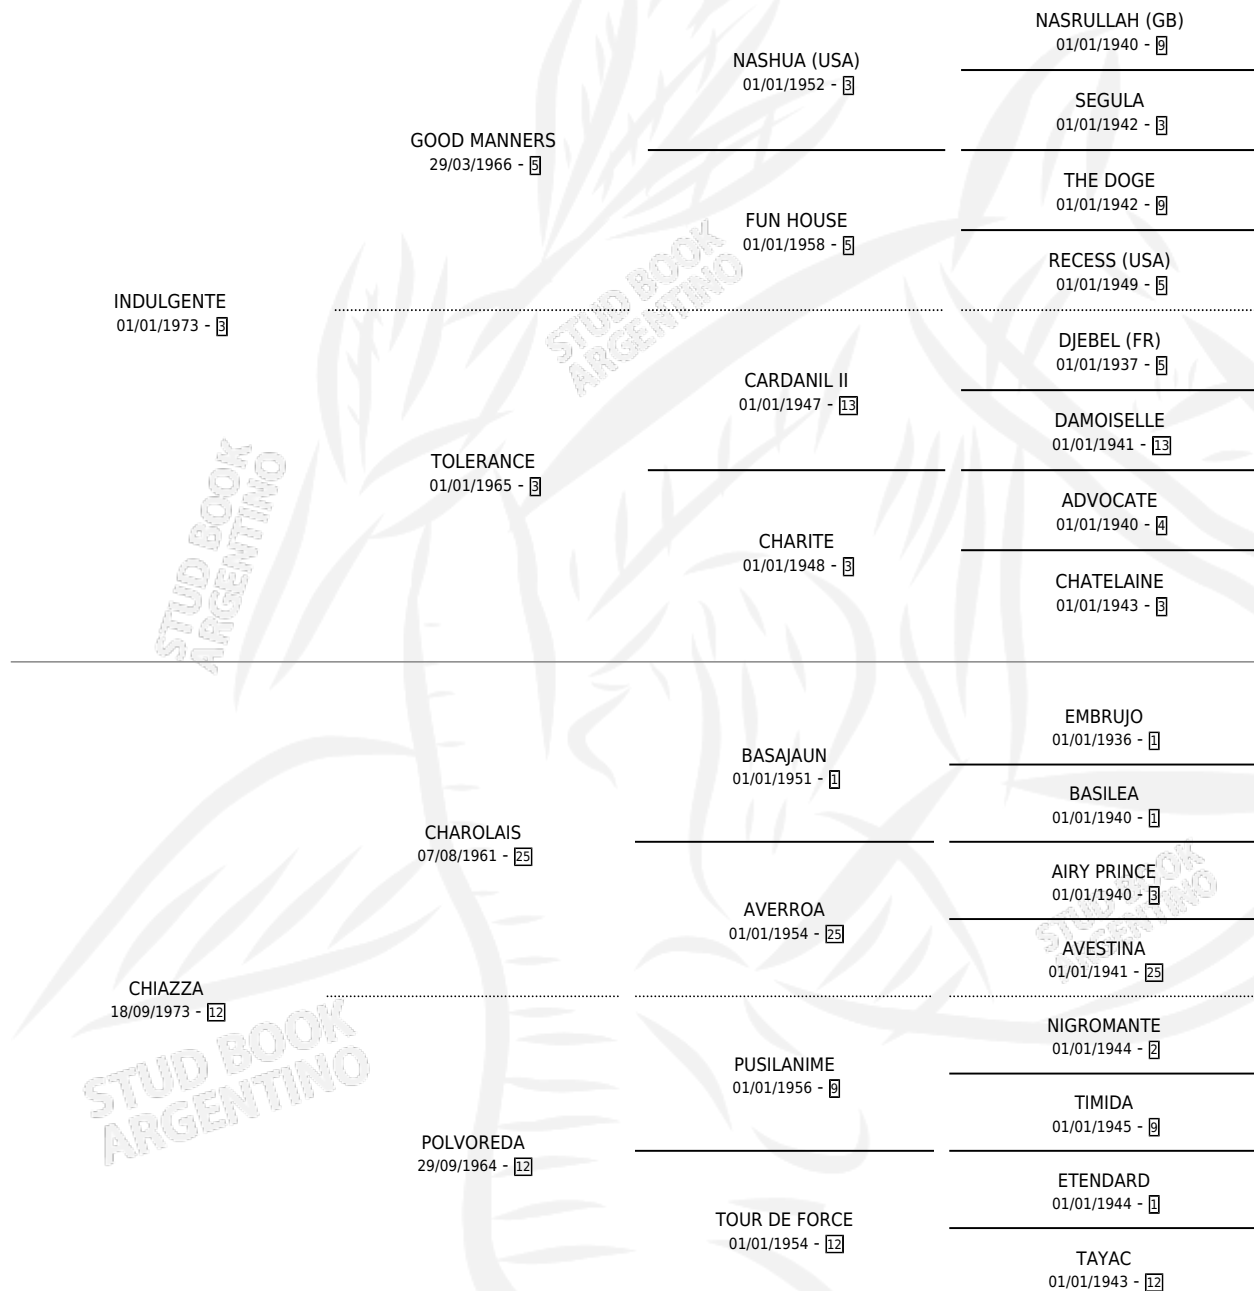 NASRULLAH (GB)
01/01/1940 - 9
NASHUA (USA)
01/01/1952 - 3
SEGULA
01/01/1942 - 3
GOOD MANNERS
29/03/1966 - 5
THE DOGE
01/01/1942 - 9
FUN HOUSE
01/01/1958 - 5
RECESS (USA)
01/01/1949 - 5
INDULGENTE
01/01/1973 - 3
DJEBEL (FR)
01/01/1937 - 5
CARDANIL II
01/01/1947 - 13
DAMOISELLE
01/01/1941 - 13
TOLERANCE
01/01/1965 - 3
ADVOCATE
01/01/1940 - 4
CHARITE
01/01/1948 - 3
CHATELAINE
01/01/1943 - 3
EMBRUJO
01/01/1936 - 1
BASAJAUN
01/01/1951 - 1
BASILEA
01/01/1940 - 1
CHAROLAIS
07/08/1961 - 25
AIRY PRINCE
01/01/1940 - 3
AVERROA
01/01/1954 - 25
AVESTINA
01/01/1941 - 25
CHIAZZA
18/09/1973 - 12
NIGROMANTE
01/01/1944 - 2
PUSILANIME
01/01/1956 - 9
TIMIDA
01/01/1945 - 9
POLVOREDA
29/09/1964 - 12
ETENDARD
01/01/1944 - 1
TOUR DE FORCE
01/01/1954 - 12
TAYAC
01/01/1943 - 12
STUD BOOK
ARGENTINO
STUD BOOK
ARGENTINO
STUD BOOK
ARGENTINO
STUD BOOK
ARGENTINO